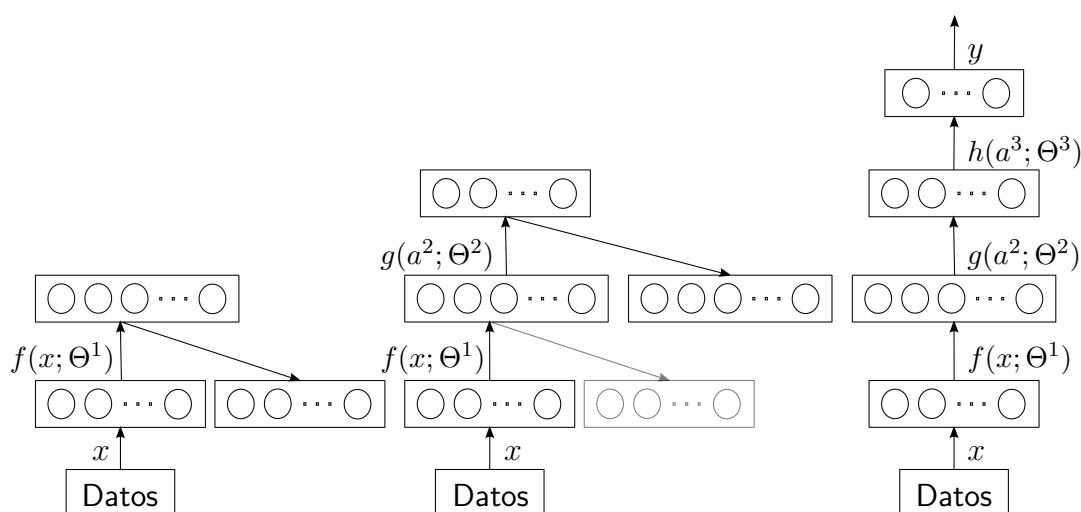 f(x; Θ¹)
x
Datos
g(a²; Θ²)
f(x; Θ¹)
x
Datos
y
h(a³; Θ³)
g(a²; Θ²)
f(x; Θ¹)
x
Datos